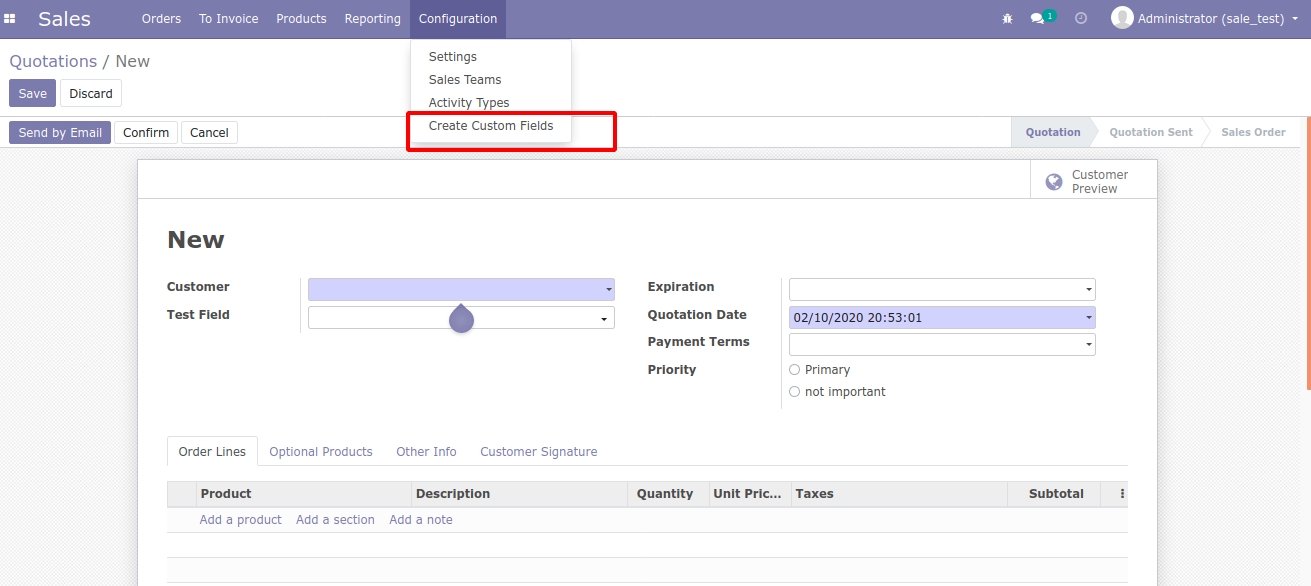 Sales Orders To Invoice Products Reporting Configuration 1 Administrator (sale_test)
Settings
Sales Teams
Activity Types
Create Custom Fields
Quotations / New
Save Discard
Send by Email Confirm Cancel Quotation Quotation Sent Sales Order
Customer
Preview
New
Customer Expiration
Test Field Quotation Date 02/10/2020 20:53:01
Payment Terms
Priority Primary
not important
Order Lines Optional Products Other Info Customer Signature
Product Description Quantity Unit Pric... Taxes Subtotal
Add a product Add a section Add a note